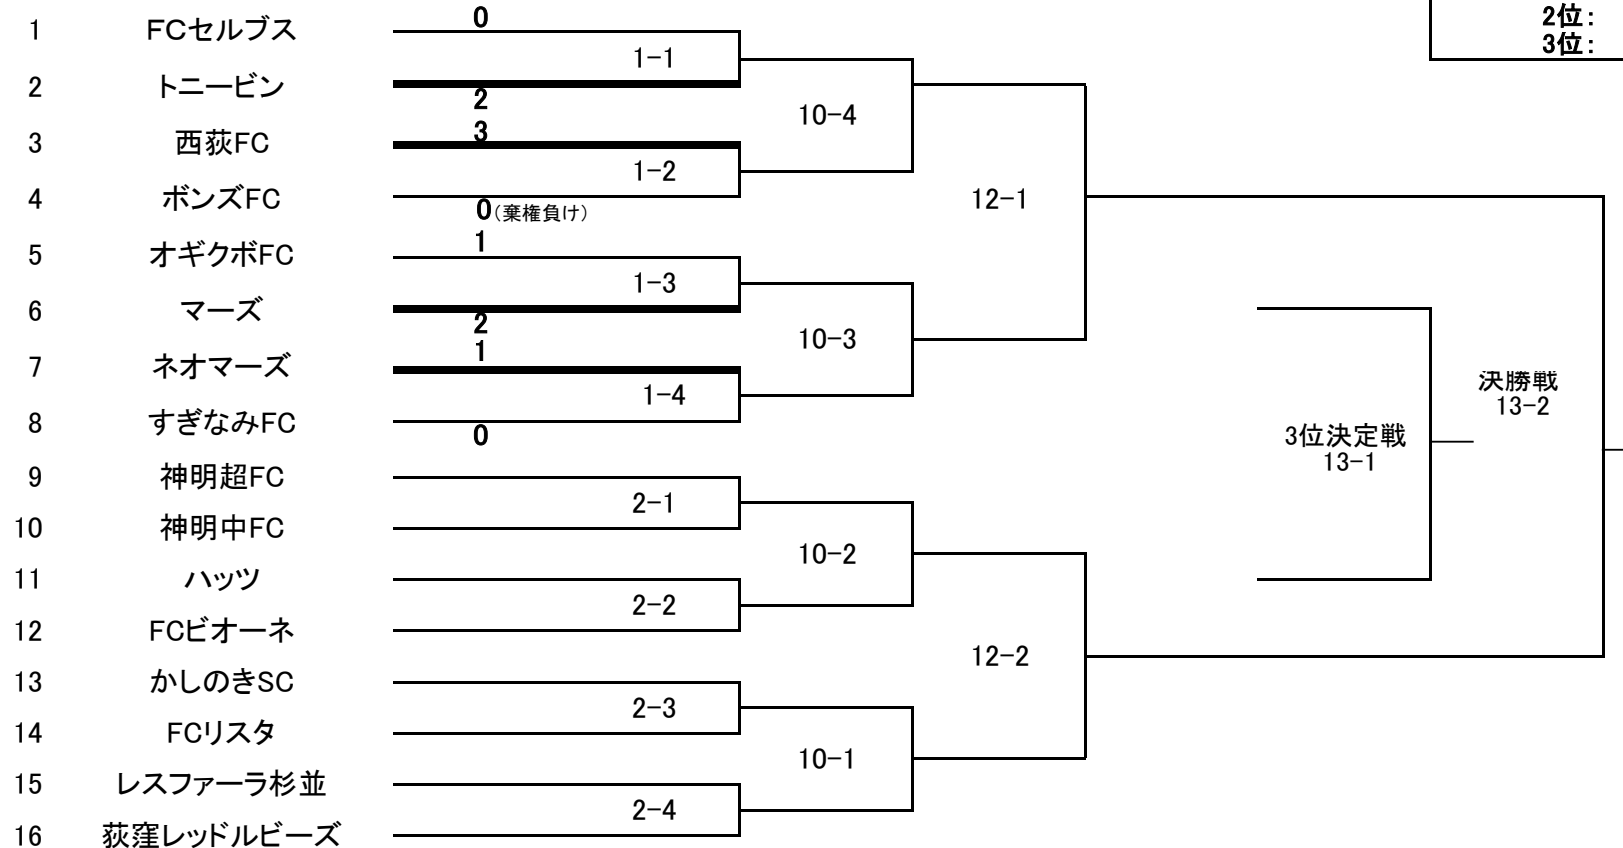 2位:
3位:
1 FCセルブス 0
1-1
2 トニービン 2
10-4
3 西荻FC 3
1-2
4 ボンズFC 0(棄権負け)
12-1
5 オギクボFC 1
1-3
6 マーズ 2
10-3
7 ネオマーズ 1
1-4
8 すぎなみFC 0
決勝戦
13-2
3位決定戦
13-1
9 神明超FC
2-1
10 神明中FC
10-2
11 ハッツ
2-2
12 FCビオーネ
12-2
13 かしのきSC
2-3
14 FCリスタ
10-1
15 レスファーラ杉並
2-4
16 荻窪レッドルビーズ